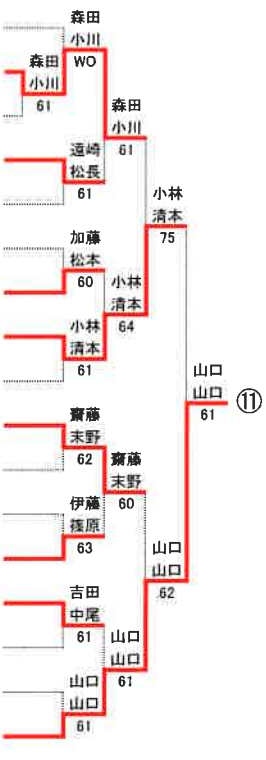 森田
小川
WO
森田
小川
61
森田
小川
61
遠崎
松長
61
小林
清本
75
加藤
松本
60
小林
清本
64
小林
清本
61
山口
山口
61
⑪
齋藤
末野
62
齋藤
末野
60
伊藤
篠原
63
山口
山口
62
吉田
中尾
61
山口
山口
61
山口
山口
61